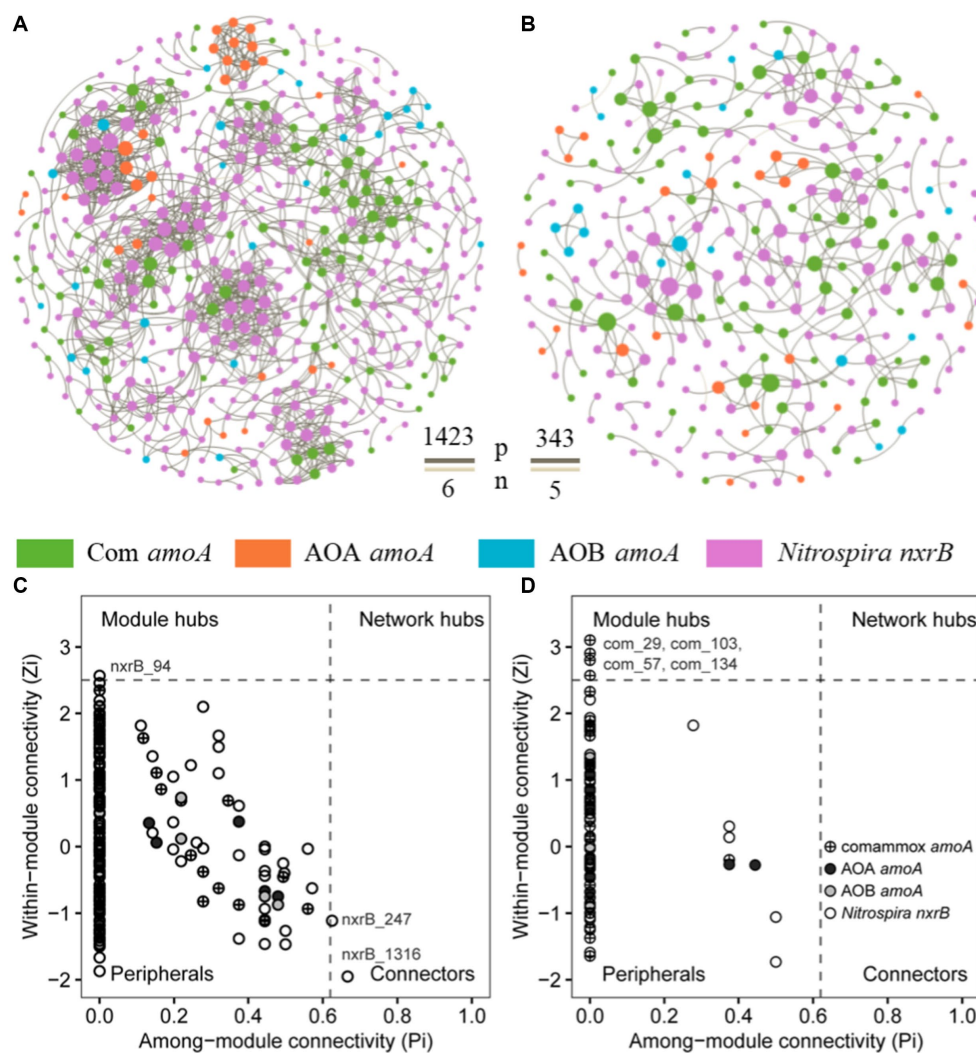 A
B
1423 p 343
6 n 5
Com amoA AOA amoA AOB amoA Nitrospira nxrB
C
D
Module hubs Network hubs
nxrB_94
nxrB_247
nxrB_1316
Peripherals Connectors
Within-module connectivity (Zi)
3
2
1
0
−1
−2
0.0 0.2 0.4 0.6 0.8 1.0
Among-module connectivity (Pi)
Module hubs Network hubs
com_29, com_103,
com_57, com_134
comammox amoA
AOA amoA
AOB amoA
Nitrospira nxrB
Peripherals Connectors
Within-module connectivity (Zi)
3
2
1
0
−1
−2
0.0 0.2 0.4 0.6 0.8 1.0
Among-module connectivity (Pi)